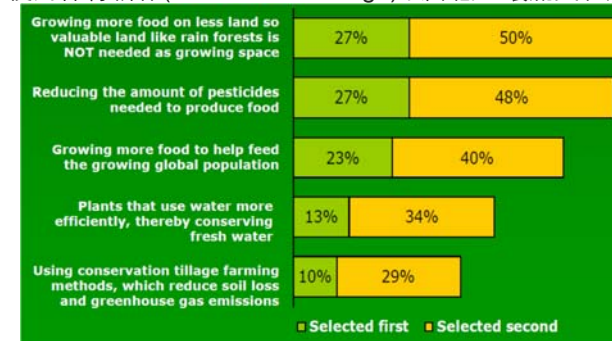 Growing more food on less land so
valuable land like rain forests is
NOT needed as growing space
27%
50%
Reducing the amount of pesticides
needed to produce food
27%
48%
Growing more food to help feed
the growing global population
23%
40%
Plants that use water more
efficiently, thereby conserving
fresh water
13%
34%
Using conservation tillage farming
methods, which reduce soil loss
and greenhouse gas emissions
10%
29%
Selected first
Selected second